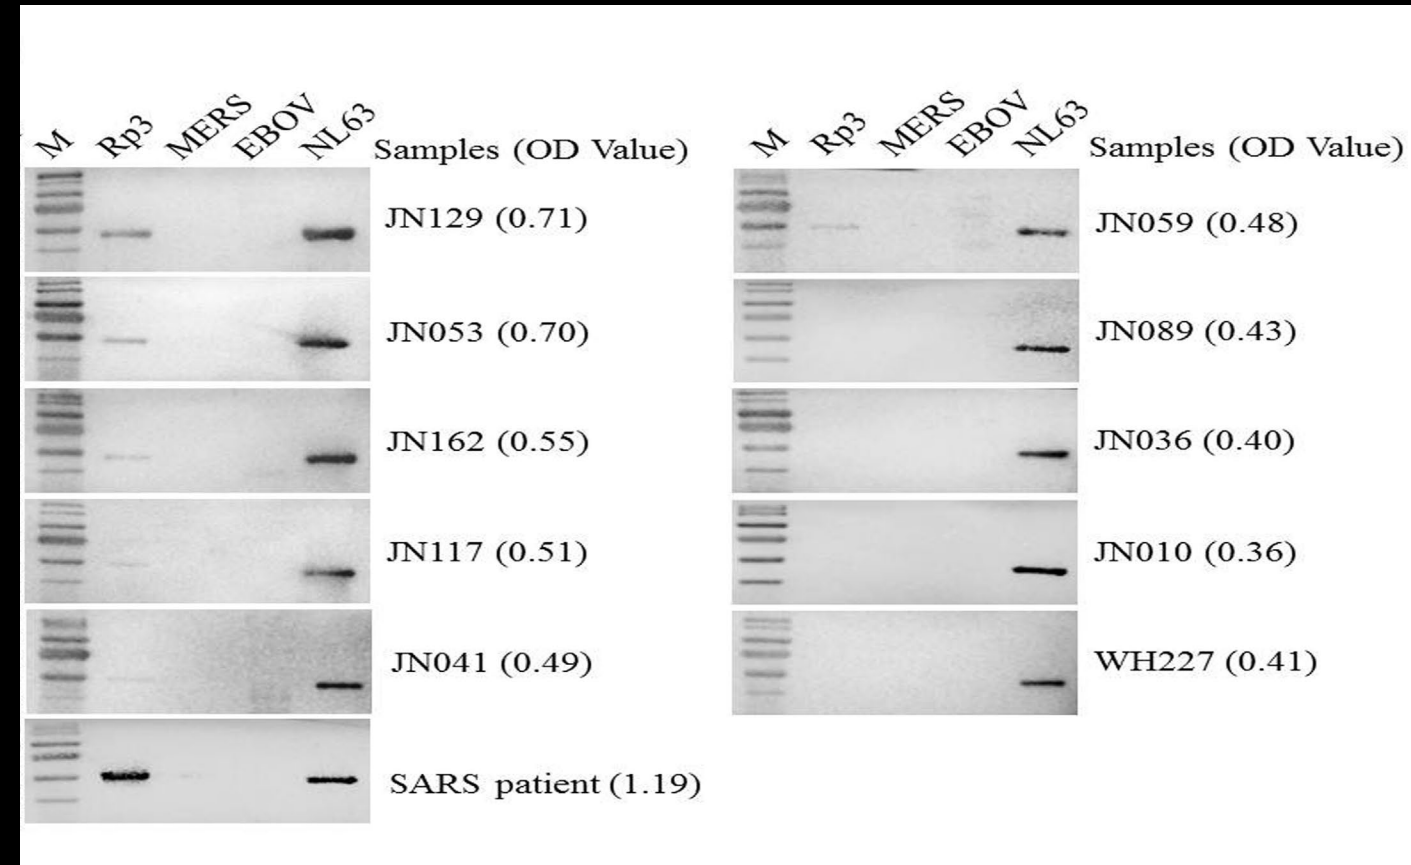 M Rp3 MERS EBOV NL63 Samples (OD Value)
JN129 (0.71)
JN053 (0.70)
JN162 (0.55)
JN117 (0.51)
JN041 (0.49)
SARS patient (1.19)
M Rp3 MERS EBOV NL63 Samples (OD Value)
JN059 (0.48)
JN089 (0.43)
JN036 (0.40)
JN010 (0.36)
WH227 (0.41)